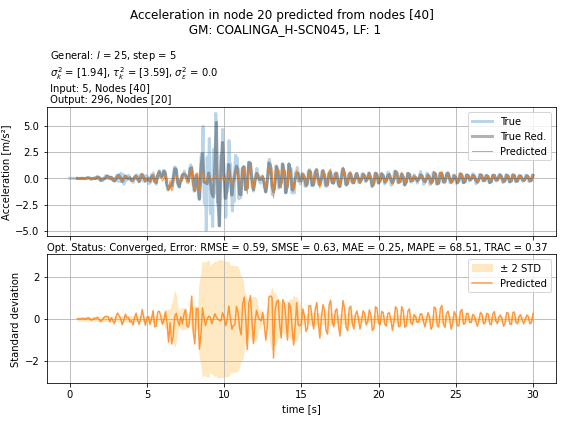 Acceleration in node 20 predicted from nodes [40]
GM: COALINGA_H-SCN045, LF: 1
General: l = 25, step = 5
σ²ₖ = [1.94], τ²ₖ = [3.59], σ²ε = 0.0
Input: 5, Nodes [40]
Output: 296, Nodes [20]
Acceleration [m/s²]
5.0
2.5
0.0
−2.5
−5.0
True
True Red.
Predicted
Opt. Status: Converged, Error: RMSE = 0.59, SMSE = 0.63, MAE = 0.25, MAPE = 68.51, TRAC = 0.37
Standard deviation
2
0
−2
± 2 STD
Predicted
0 5 10 15 20 25 30
time [s]